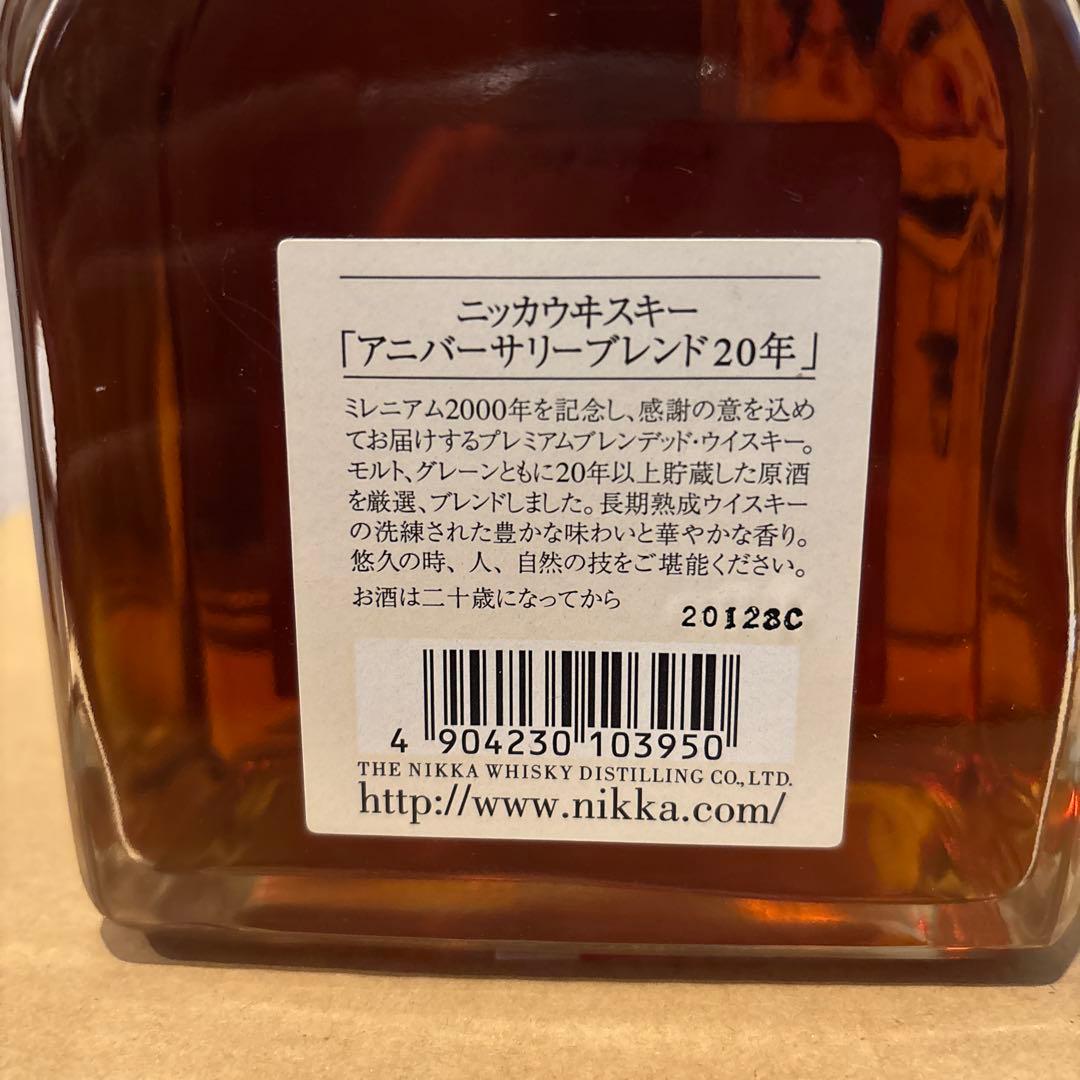 ニッカウヰスキー
「アニバーサリーブレンド20年」
ミレニアム2000年を記念し、感謝の意を込め
てお届けするプレミアムブレンデッド・ウイスキー。
モルト、グレーンともに20年以上貯蔵した原酒
を厳選、ブレンドしました。長期熟成ウイスキー
の洗練された豊かな味わいと華やかな香り。
悠久の時、人、自然の技をご堪能ください。
お酒は二十歳になってから
20I28C
4 904230 103950
THE NIKKA WHISKY DISTILLING CO.,LTD.
http://www.nikka.com/